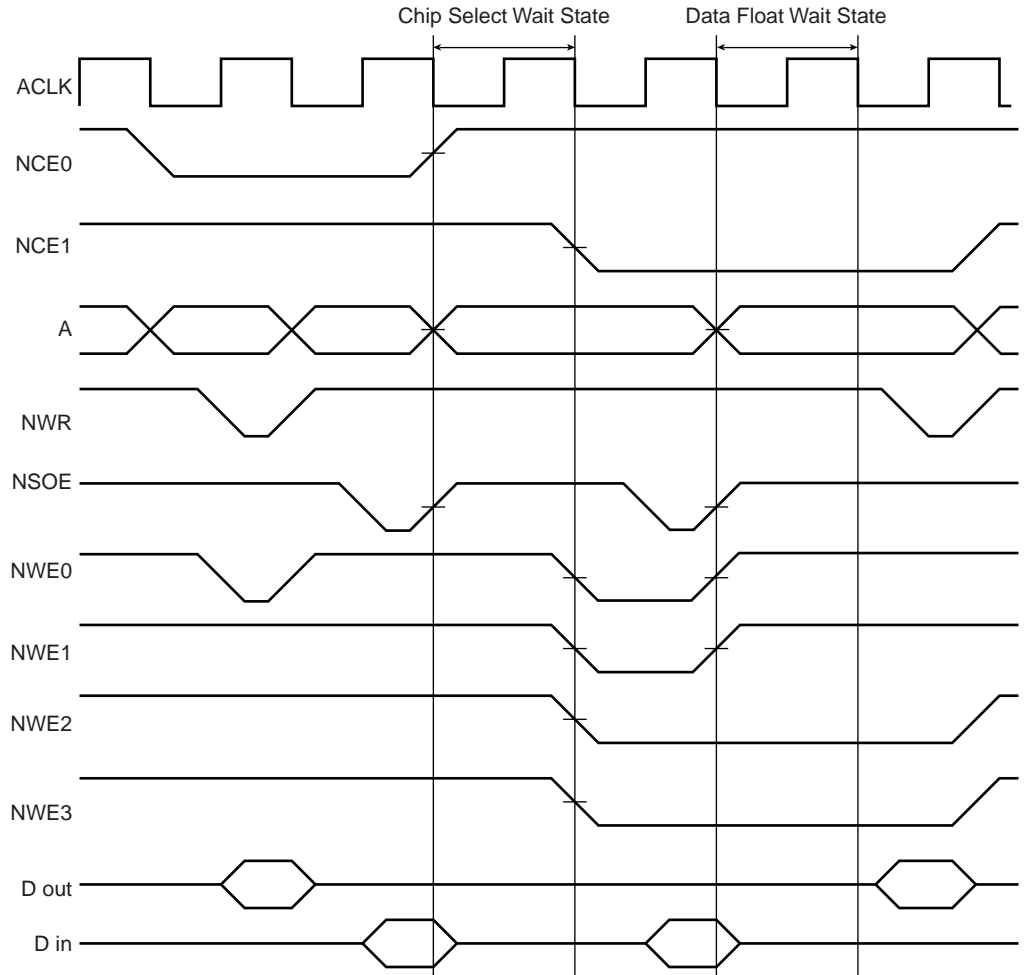 Chip Select Wait State
Data Float Wait State
ACLK
NCE0
NCE1
A
NWR
NSOE
NWE0
NWE1
NWE2
NWE3
D out
D in